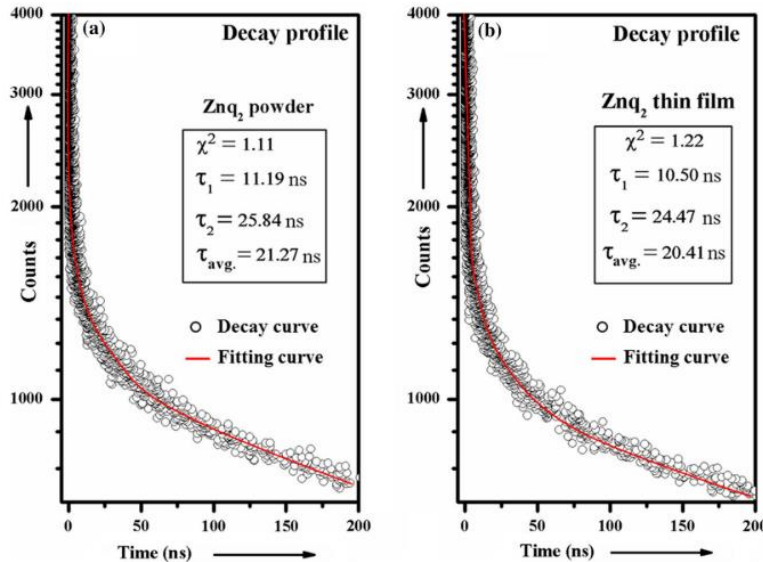 (a)
Decay profile
Znq₂ powder
χ² = 1.11
τ₁ = 11.19 ns
τ₂ = 25.84 ns
τavg. = 21.27 ns
Decay curve
Fitting curve
4000
3000
2000
1000
Counts
0 50 100 150 200
Time (ns)
(b)
Decay profile
Znq₂ thin film
χ² = 1.22
τ₁ = 10.50 ns
τ₂ = 24.47 ns
τavg. = 20.41 ns
Decay curve
Fitting curve
4000
3000
2000
1000
Counts
0 50 100 150 200
Time (ns)